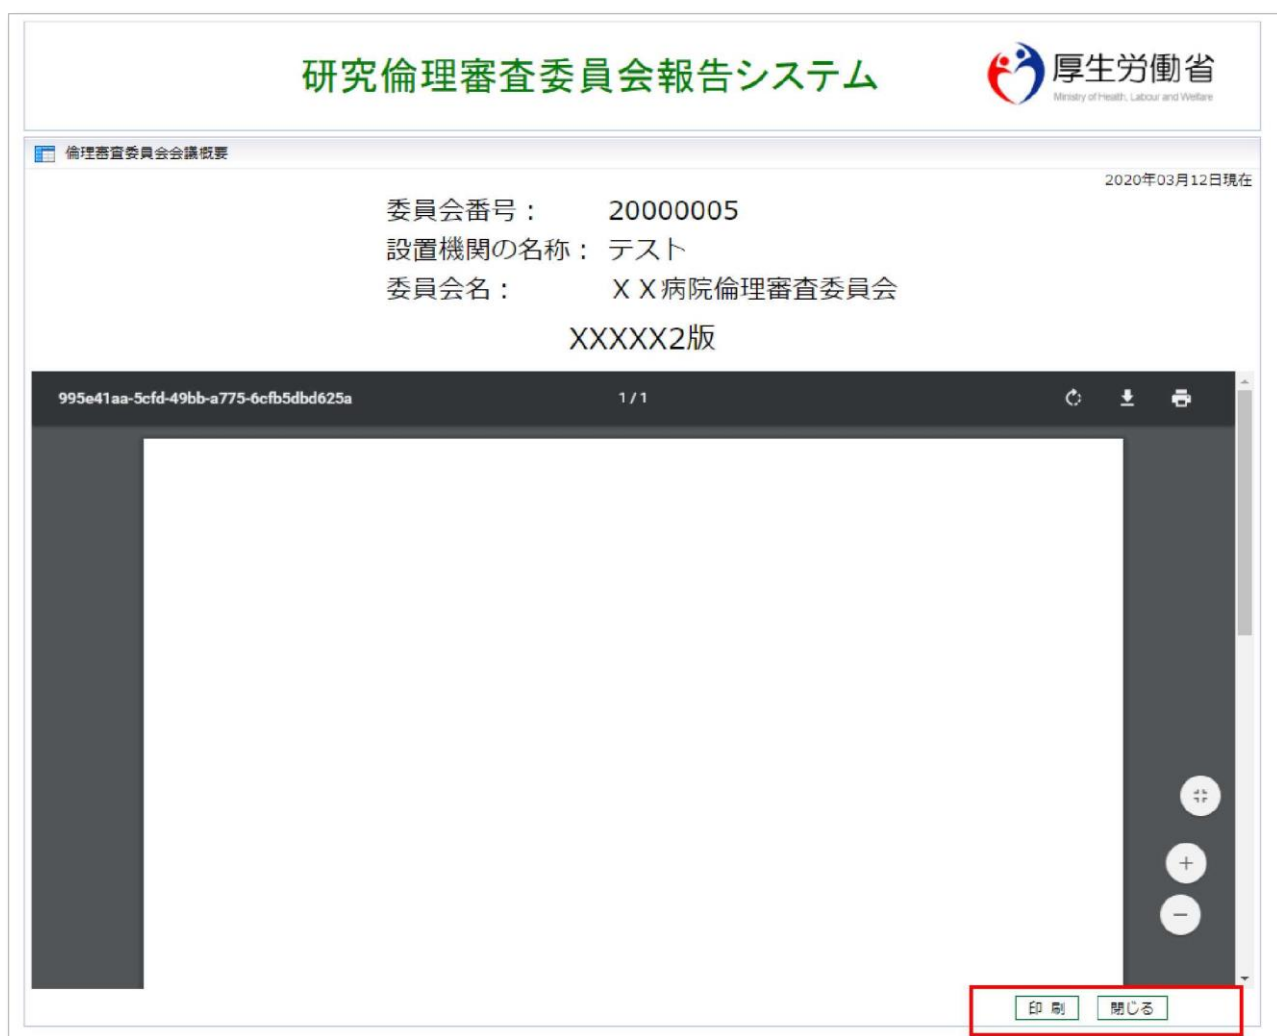 研究倫理審査委員会報告システム
厚生労働省
Ministry of Health, Labour and Welfare
倫理審査委員会会議概要
2020年03月12日現在
委員会番号： 20000005
設置機関の名称： テスト
委員会名： ＸＸ病院倫理審査委員会
XXXXX2版
995e41aa-5cfd-49bb-a775-6cfb5dbd625a 1 / 1
印 刷 閉じる